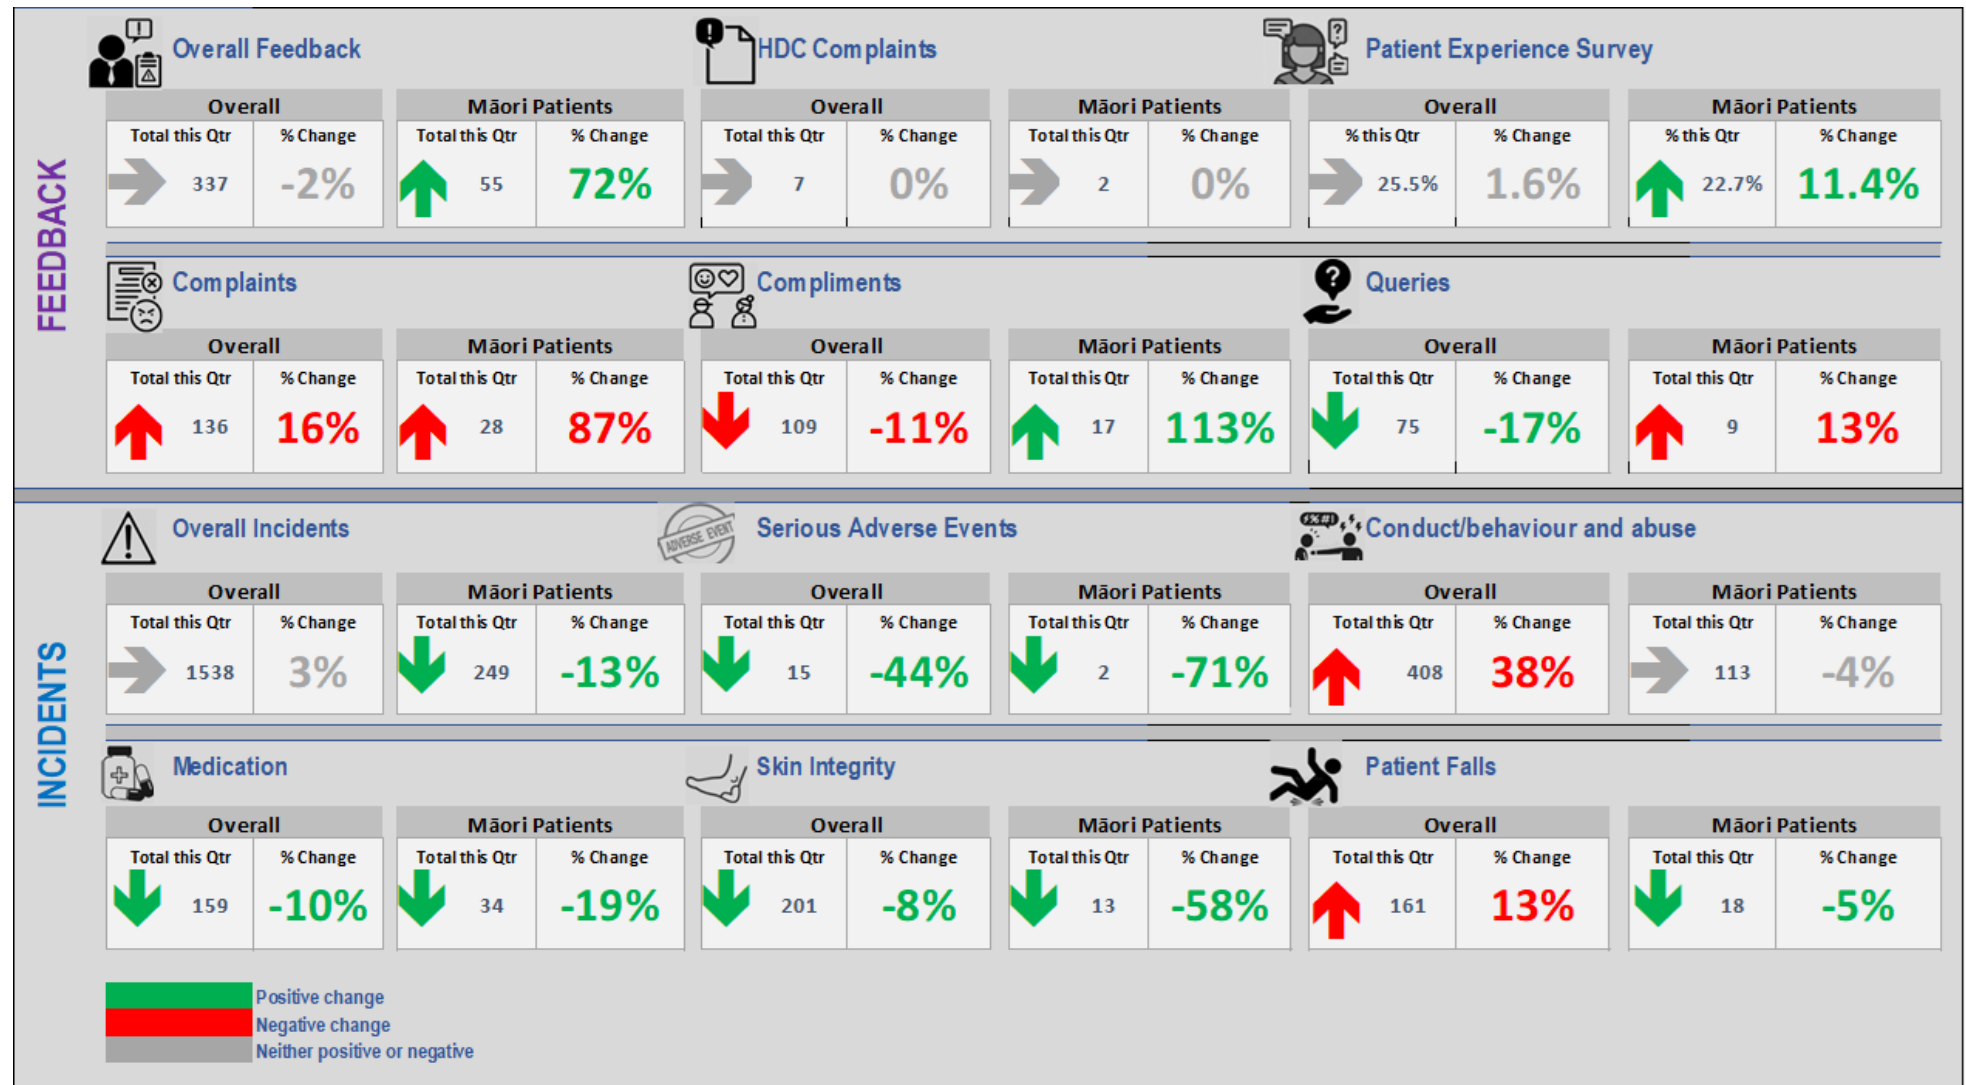 Overall Feedback
HDC Complaints
Patient Experience Survey
FEEDBACK
Overall Māori Patients Overall Māori Patients Overall Māori Patients
Total this Qtr % Change Total this Qtr % Change Total this Qtr % Change Total this Qtr % Change % this Qtr % Change % this Qtr % Change
337 -2% 55 72% 7 0% 2 0% 25.5% 1.6% 22.7% 11.4%
Complaints
Compliments
Queries
Overall Māori Patients Overall Māori Patients Overall Māori Patients
Total this Qtr % Change Total this Qtr % Change Total this Qtr % Change Total this Qtr % Change Total this Qtr % Change Total this Qtr % Change
136 16% 28 87% 109 -11% 17 113% 75 -17% 9 13%
INCIDENTS
Overall Incidents
ADVERSE EVENT
Serious Adverse Events
$%#!
Conduct/behaviour and abuse
Overall Māori Patients Overall Māori Patients Overall Māori Patients
Total this Qtr % Change Total this Qtr % Change Total this Qtr % Change Total this Qtr % Change Total this Qtr % Change Total this Qtr % Change
1538 3% 249 -13% 15 -44% 2 -71% 408 38% 113 -4%
Medication
Skin Integrity
Patient Falls
Overall Māori Patients Overall Māori Patients Overall Māori Patients
Total this Qtr % Change Total this Qtr % Change Total this Qtr % Change Total this Qtr % Change Total this Qtr % Change Total this Qtr % Change
159 -10% 34 -19% 201 -8% 13 -58% 161 13% 18 -5%
Positive change
Negative change
Neither positive or negative